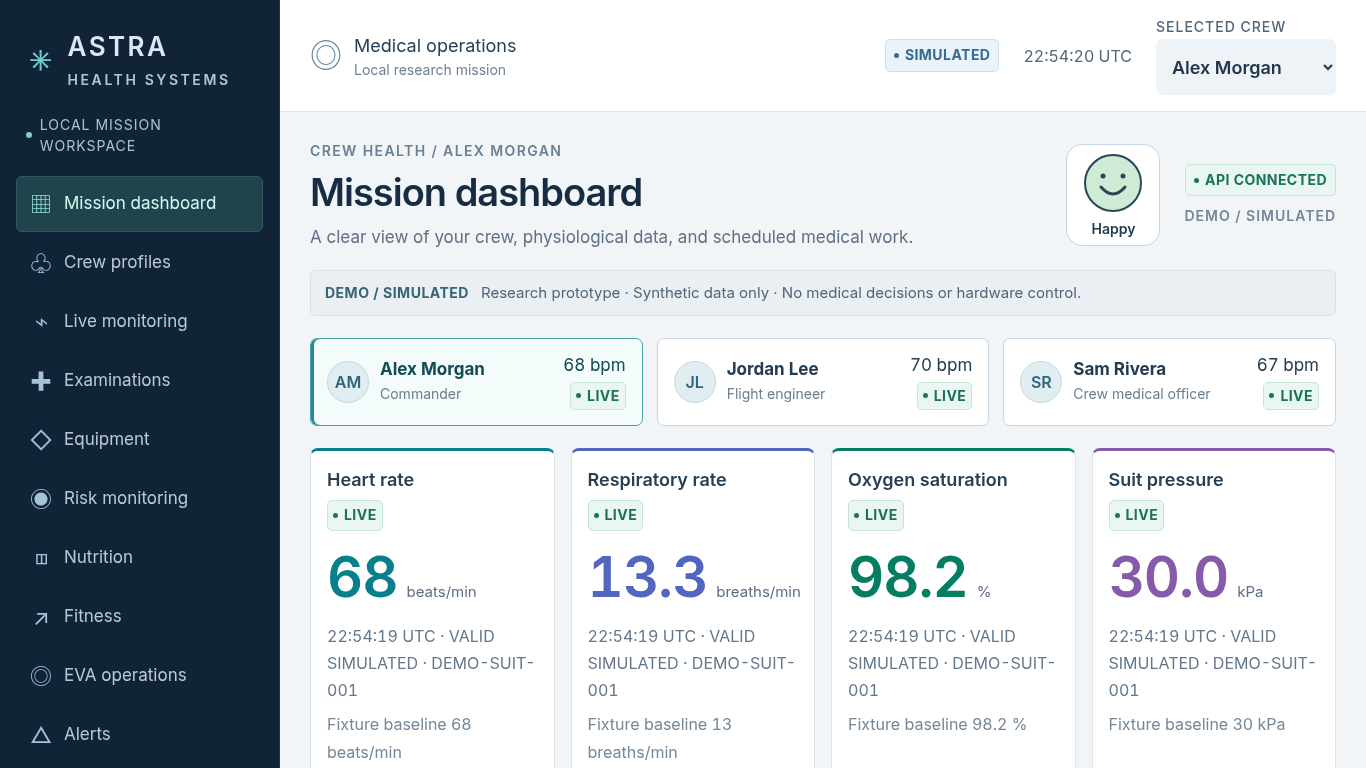 ASTRA
HEALTH SYSTEMS
LOCAL MISSION
WORKSPACE
Mission dashboard
Crew profiles
Live monitoring
Examinations
Equipment
Risk monitoring
Nutrition
Fitness
EVA operations
Alerts
Medical operations
Local research mission
SIMULATED
22:54:20 UTC
SELECTED CREW
Alex Morgan
CREW HEALTH / ALEX MORGAN
Mission dashboard
A clear view of your crew, physiological data, and scheduled medical work.
Happy
API CONNECTED
DEMO / SIMULATED
DEMO / SIMULATED Research prototype · Synthetic data only · No medical decisions or hardware control.
AM
Alex Morgan
Commander
68 bpm
LIVE
JL
Jordan Lee
Flight engineer
70 bpm
LIVE
SR
Sam Rivera
Crew medical officer
67 bpm
LIVE
Heart rate
LIVE
68 beats/min
22:54:19 UTC · VALID
SIMULATED · DEMO-SUIT-
001
Fixture baseline 68
beats/min
Respiratory rate
LIVE
13.3 breaths/min
22:54:19 UTC · VALID
SIMULATED · DEMO-SUIT-
001
Fixture baseline 13
breaths/min
Oxygen saturation
LIVE
98.2 %
22:54:19 UTC · VALID
SIMULATED · DEMO-SUIT-
001
Fixture baseline 98.2 %
Suit pressure
LIVE
30.0 kPa
22:54:19 UTC · VALID
SIMULATED · DEMO-SUIT-
001
Fixture baseline 30 kPa